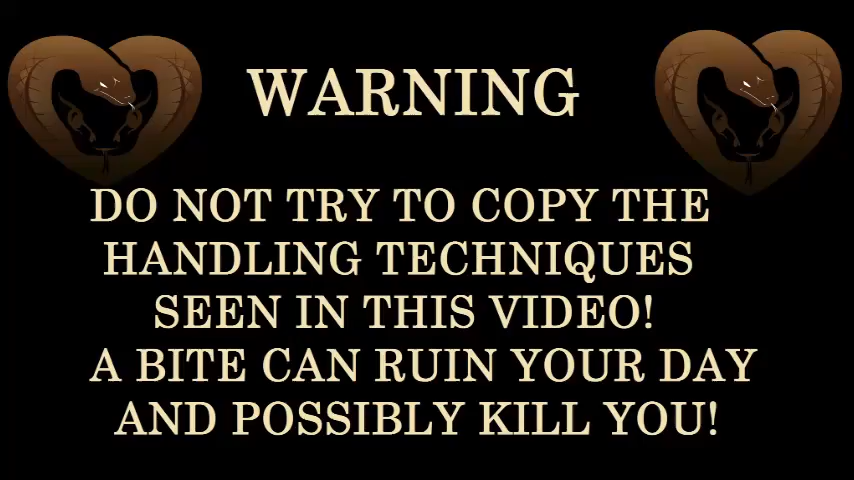 WARNING
DO NOT TRY TO COPY THE
HANDLING TECHNIQUES
SEEN IN THIS VIDEO!
A BITE CAN RUIN YOUR DAY
AND POSSIBLY KILL YOU!